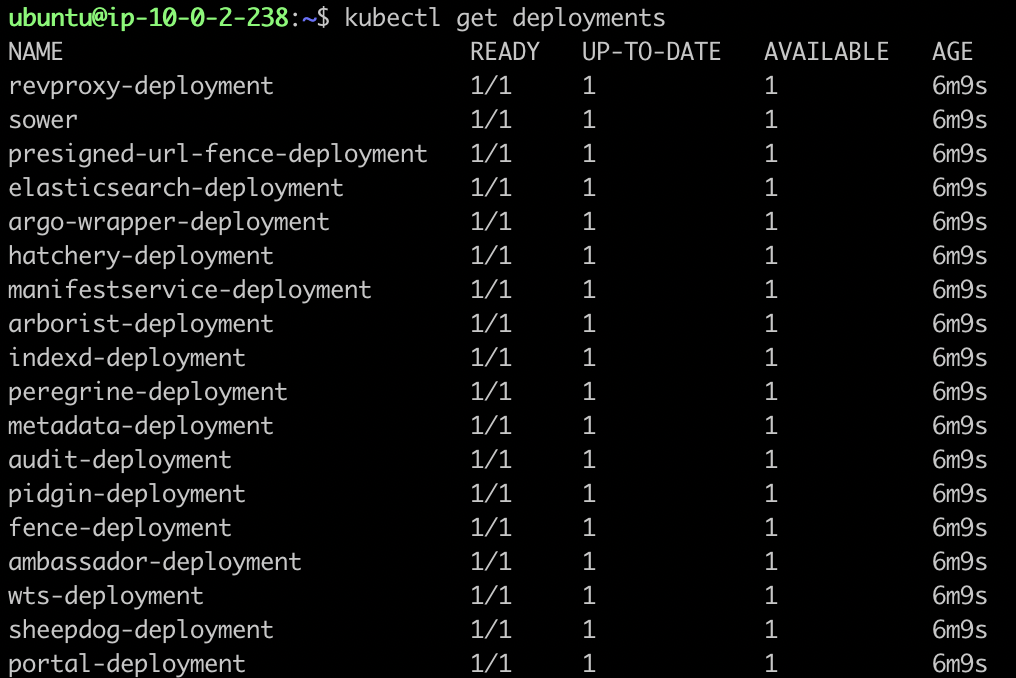 ubuntu@ip-10-0-2-238:~$ kubectl get deployments
NAME READY UP-TO-DATE AVAILABLE AGE
revproxy-deployment 1/1 1 1 6m9s
sower 1/1 1 1 6m9s
presigned-url-fence-deployment 1/1 1 1 6m9s
elasticsearch-deployment 1/1 1 1 6m9s
argo-wrapper-deployment 1/1 1 1 6m9s
hatchery-deployment 1/1 1 1 6m9s
manifestservice-deployment 1/1 1 1 6m9s
arborist-deployment 1/1 1 1 6m9s
indexd-deployment 1/1 1 1 6m9s
peregrine-deployment 1/1 1 1 6m9s
metadata-deployment 1/1 1 1 6m9s
audit-deployment 1/1 1 1 6m9s
pidgin-deployment 1/1 1 1 6m9s
fence-deployment 1/1 1 1 6m9s
ambassador-deployment 1/1 1 1 6m9s
wts-deployment 1/1 1 1 6m9s
sheepdog-deployment 1/1 1 1 6m9s
portal-deployment 1/1 1 1 6m9s